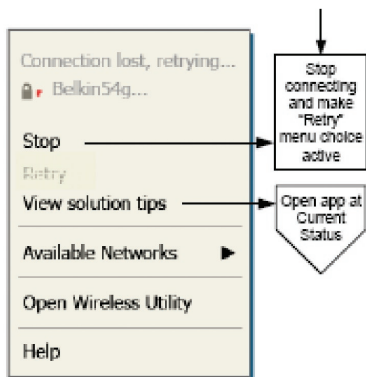 Connection lost, retrying...
Belkin54g...
Stop
Retry
View solution tips
Available Networks
Open Wireless Utility
Help
Stop
connecting
and make
"Retry"
menu choice
active
Open app at
Current
Status